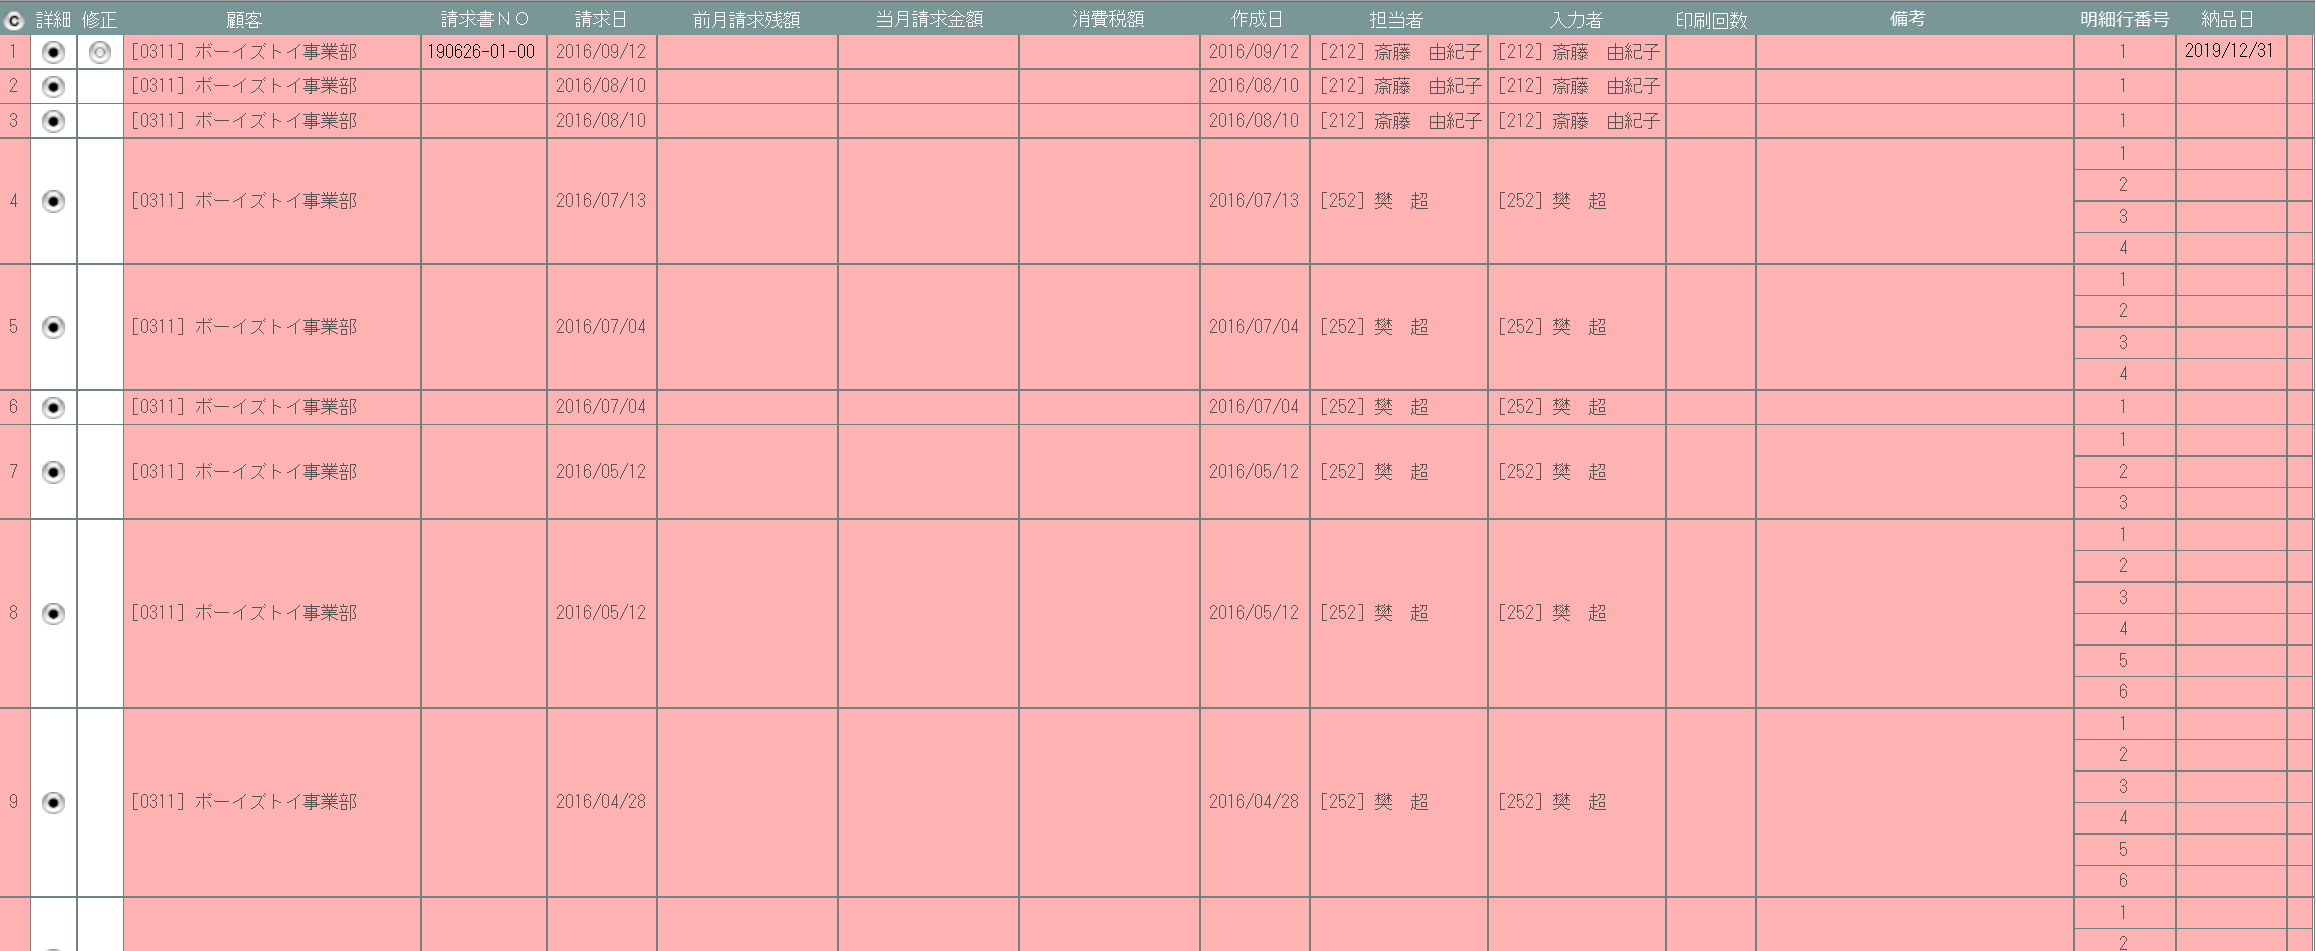 C 詳細 修正 顧客 請求書ＮＯ 請求日 前月請求残額 当月請求金額 消費税額 作成日 担当者 入力者 印刷回数 備考 明細行番号 納品日
1 [0311] ボーイズトイ事業部 190626-01-00 2016/09/12 2016/09/12 [212] 斎藤　由紀子 [212] 斎藤　由紀子 1 2019/12/31
2 [0311] ボーイズトイ事業部 2016/08/10 2016/08/10 [212] 斎藤　由紀子 [212] 斎藤　由紀子 1
3 [0311] ボーイズトイ事業部 2016/08/10 2016/08/10 [212] 斎藤　由紀子 [212] 斎藤　由紀子 1
4 [0311] ボーイズトイ事業部 2016/07/13 2016/07/13 [252] 樊　超 [252] 樊　超 1
2
3
4
5 [0311] ボーイズトイ事業部 2016/07/04 2016/07/04 [252] 樊　超 [252] 樊　超 1
2
3
4
6 [0311] ボーイズトイ事業部 2016/07/04 2016/07/04 [252] 樊　超 [252] 樊　超 1
7 [0311] ボーイズトイ事業部 2016/05/12 2016/05/12 [252] 樊　超 [252] 樊　超 1
2
3
8 [0311] ボーイズトイ事業部 2016/05/12 2016/05/12 [252] 樊　超 [252] 樊　超 1
2
3
4
5
6
9 [0311] ボーイズトイ事業部 2016/04/28 2016/04/28 [252] 樊　超 [252] 樊　超 1
2
3
4
5
6
1
2